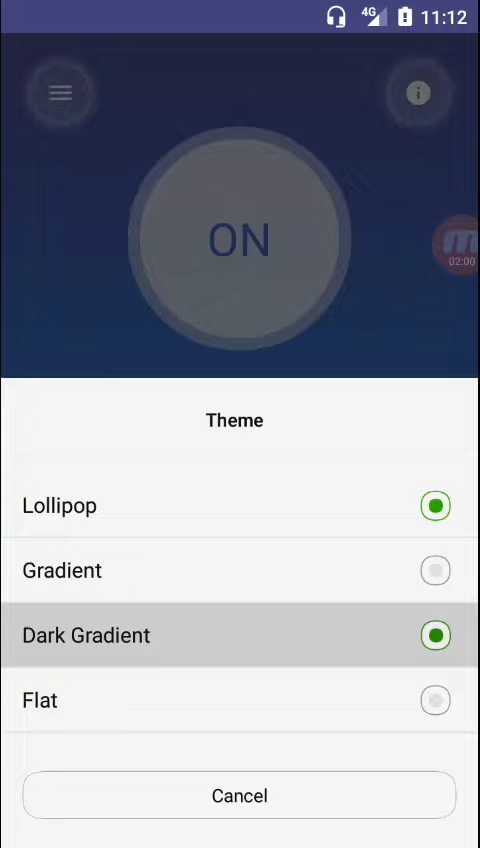 4G
11:12
ON
02:00
Theme
Lollipop
Gradient
Dark Gradient
Flat
Cancel